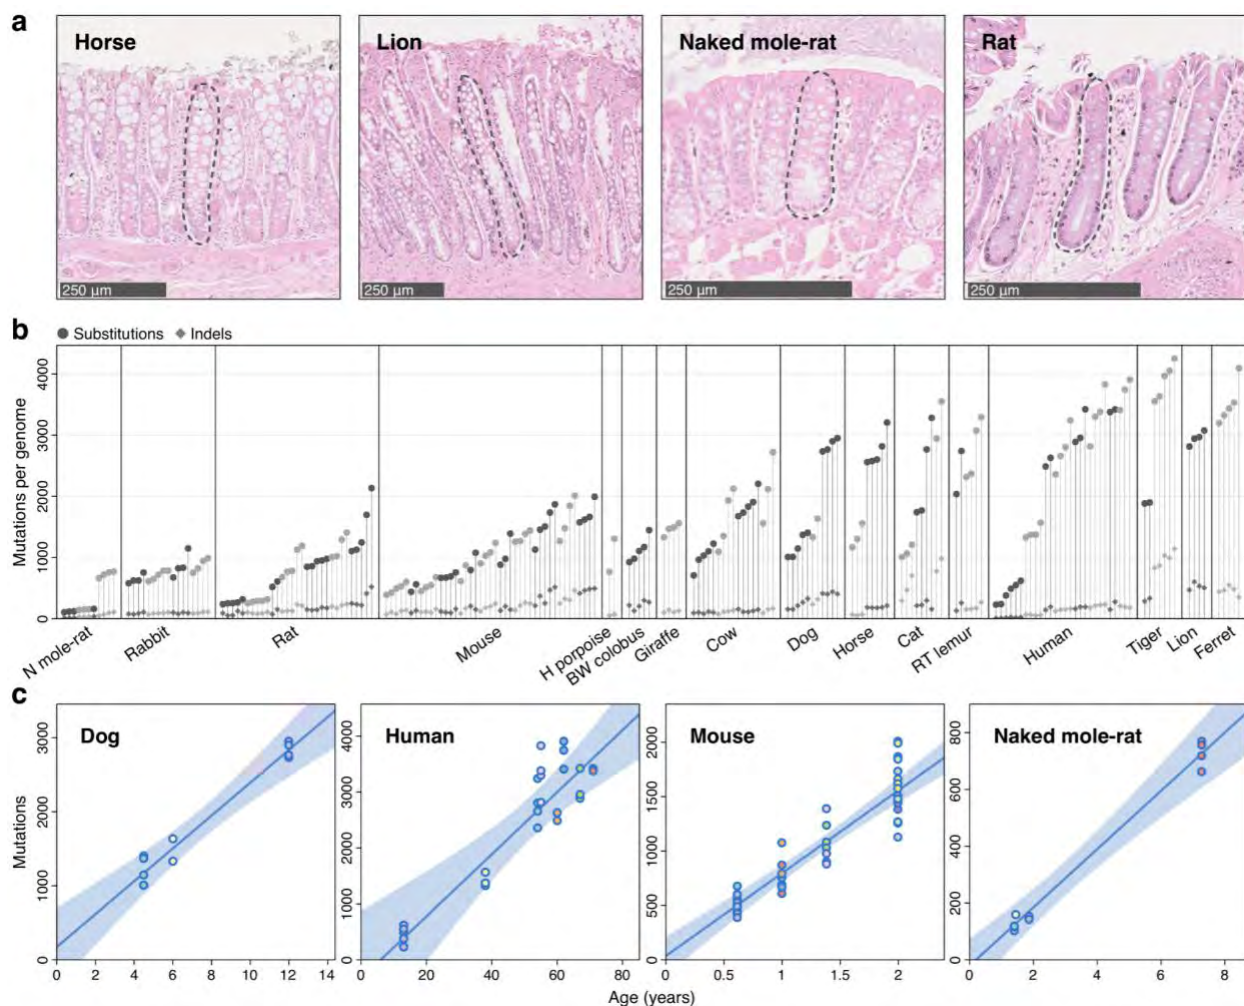 a
Horse
Lion
Naked mole-rat
Rat
250 µm
250 µm
250 µm
250 µm
b
Substitutions
Indels
Mutations per genome
4000
3000
2000
1000
0
N mole-rat
Rabbit
Rat
Mouse
H porpoise
BW colobus
Giraffe
Cow
Dog
Horse
Cat
RT lemur
Human
Tiger
Lion
Ferret
c
Dog
Human
Mouse
Naked mole-rat
Mutations
3000
2000
1000
0
0 2 4 6 8 10 12 14
4000
3000
2000
1000
0
0 20 40 60 80
2000
1500
1000
500
0
0 0.5 1 1.5 2
800
600
400
200
0
0 2 4 6 8
Age (years)